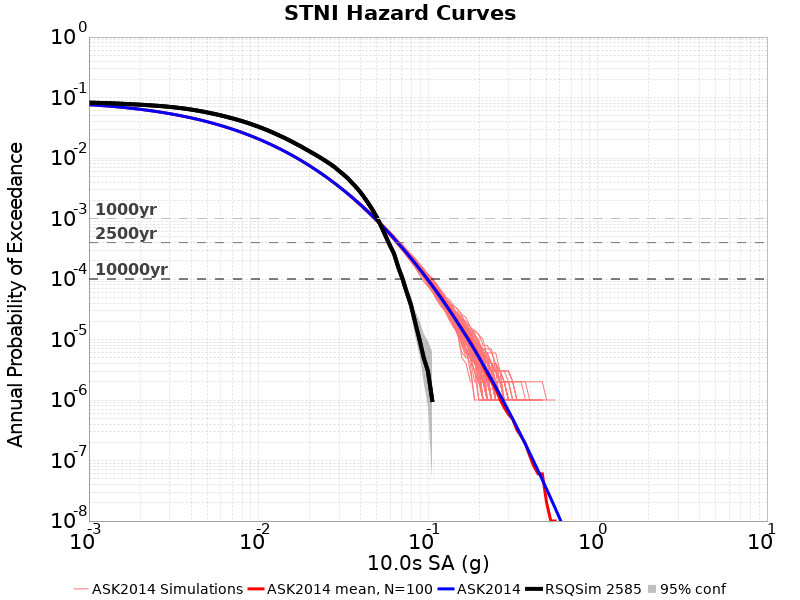 STNI Hazard Curves
Annual Probability of Exceedance
10^0
10^-1
10^-2
10^-3
10^-4
10^-5
10^-6
10^-7
10^-8
1000yr
2500yr
10000yr
10^-3 10^-2 10^-1 10^0 10^1
10.0s SA (g)
ASK2014 Simulations ASK2014 mean, N=100 ASK2014 RSQSim 2585 95% conf